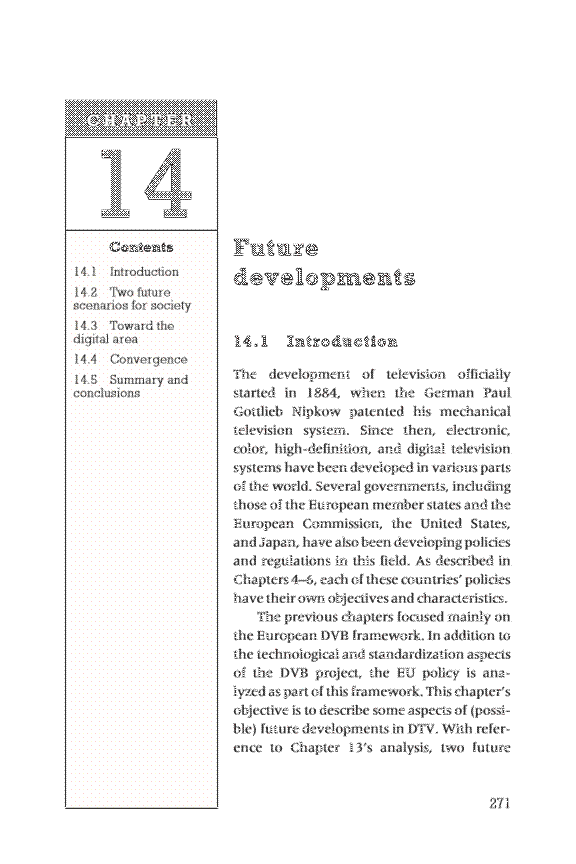 CHAPTER
14
Contents
14.1 Introduction
14.2 Two future
scenarios for society
14.3 Toward the
digital area
14.4 Convergence
14.5 Summary and
conclusions
Future
developments
14.1 Introduction
The development of television officially
started in 1884, when the German Paul
Gottlieb Nipkow patented his mechanical
television system. Since then, electronic,
color, high-definition, and digital television
systems have been developed in various parts
of the world. Several governments, including
those of the European member states and the
European Commission, the United States,
and Japan, have also been developing policies
and regulations in this field. As described in
Chapters 4–6, each of these countries' policies
have their own objectives and characteristics.
The previous chapters focused mainly on
the European DVB framework. In addition to
the technological and standardization aspects
of the DVB project, the EU policy is ana-
lyzed as part of this framework. This chapter's
objective is to describe some aspects of (possi-
ble) future developments in DTV. With refer-
ence to Chapter 13's analysis, two future
271